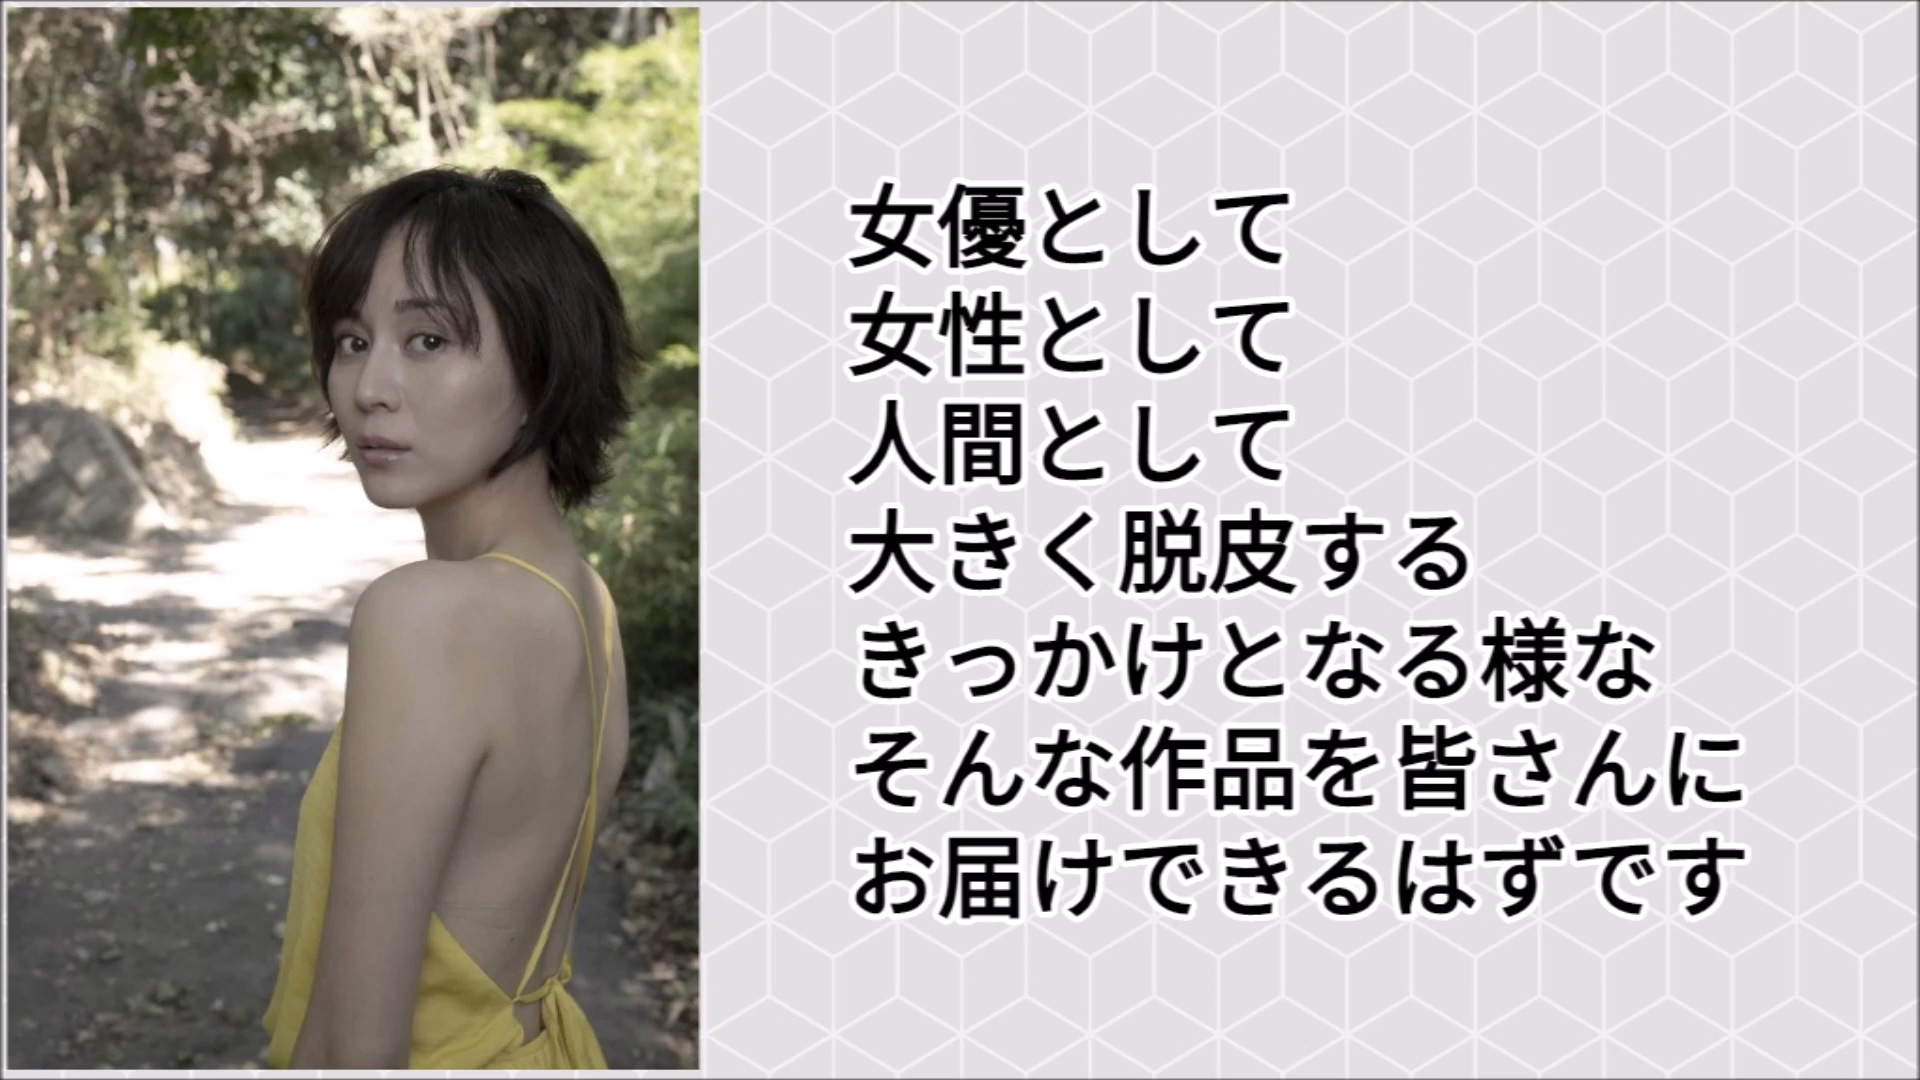 女優として
女性として
人間として
大きく脱皮する
きっかけとなる様な
そんな作品を皆さんに
お届けできるはずです